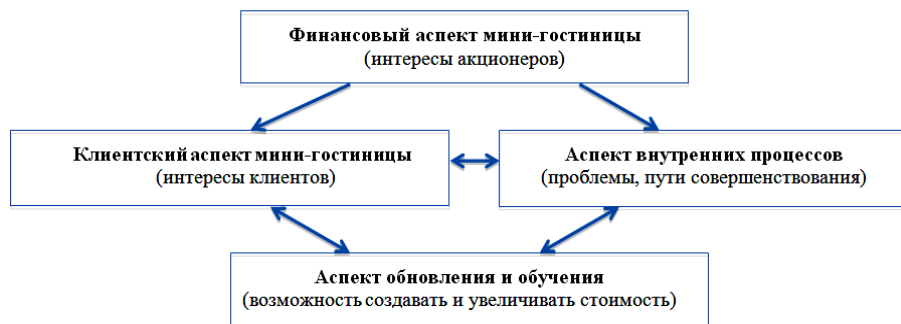 Финансовый аспект мини-гостиницы
(интересы акционеров)
Клиентский аспект мини-гостиницы
(интересы клиентов)
Аспект внутренних процессов
(проблемы, пути совершенствования)
Аспект обновления и обучения
(возможность создавать и увеличивать стоимость)